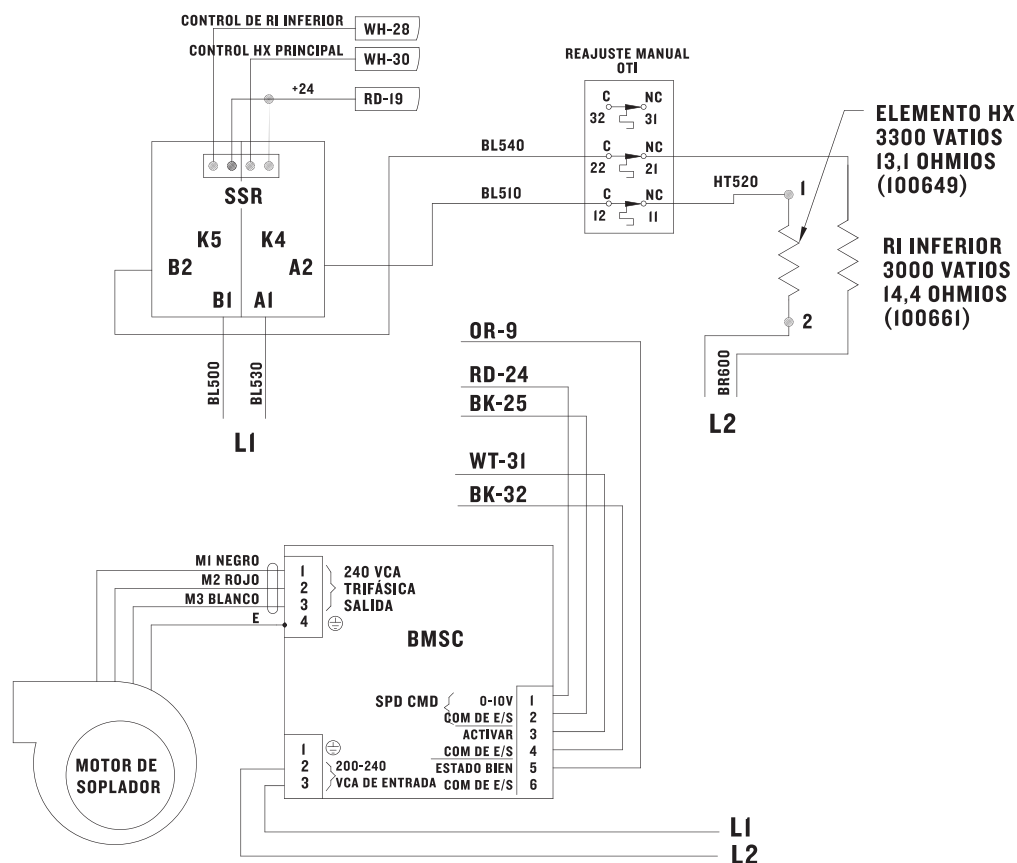 CONTROL DE RI INFERIOR
WH-28
CONTROL HX PRINCIPAL
WH-30
+24
RD-19
REAJUSTE MANUAL
OTI
C
NC
32
31
C
NC
22
21
C
NC
12
11
BL540
BL510
HT520
1
2
ELEMENTO HX
3300 VATIOS
13,1 OHMIOS
(100649)
RI INFERIOR
3000 VATIOS
14,4 OHMIOS
(100661)
SSR
K5
K4
B2
A2
B1
A1
BL500
BL530
L1
BR600
L2
OR-9
RD-24
BK-25
WT-31
BK-32
M1 NEGRO
M2 ROJO
M3 BLANCO
E
1
2
3
4
240 VCA
TRIFÁSICA
SALIDA
BMSC
SPD CMD
0-10V
1
COM DE E/S
2
ACTIVAR
3
COM DE E/S
4
ESTADO BIEN
5
COM DE E/S
6
1
2
3
200-240
VCA DE ENTRADA
MOTOR DE
SOPLADOR
L1
L2